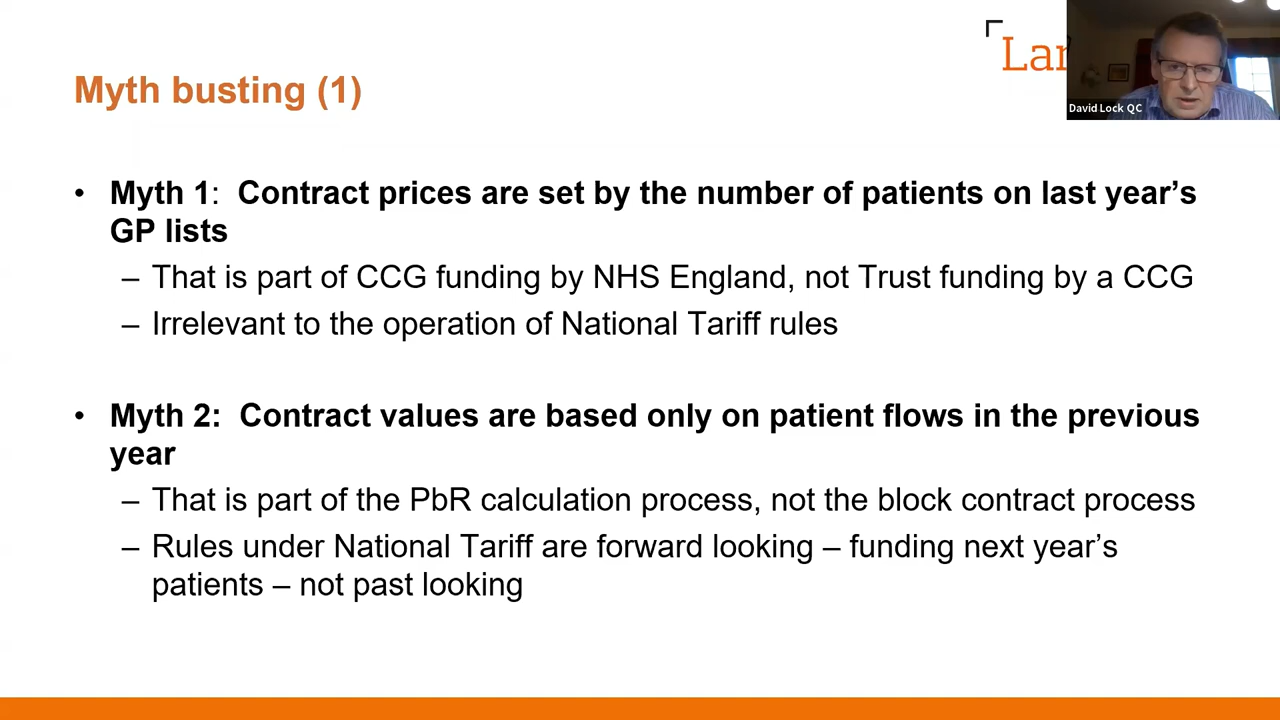 Lan
David Lock QC
Myth busting (1)
• Myth 1:  Contract prices are set by the number of patients on last year's
GP lists
– That is part of CCG funding by NHS England, not Trust funding by a CCG
– Irrelevant to the operation of National Tariff rules
• Myth 2:  Contract values are based only on patient flows in the previous
year
– That is part of the PbR calculation process, not the block contract process
– Rules under National Tariff are forward looking – funding next year's
patients – not past looking